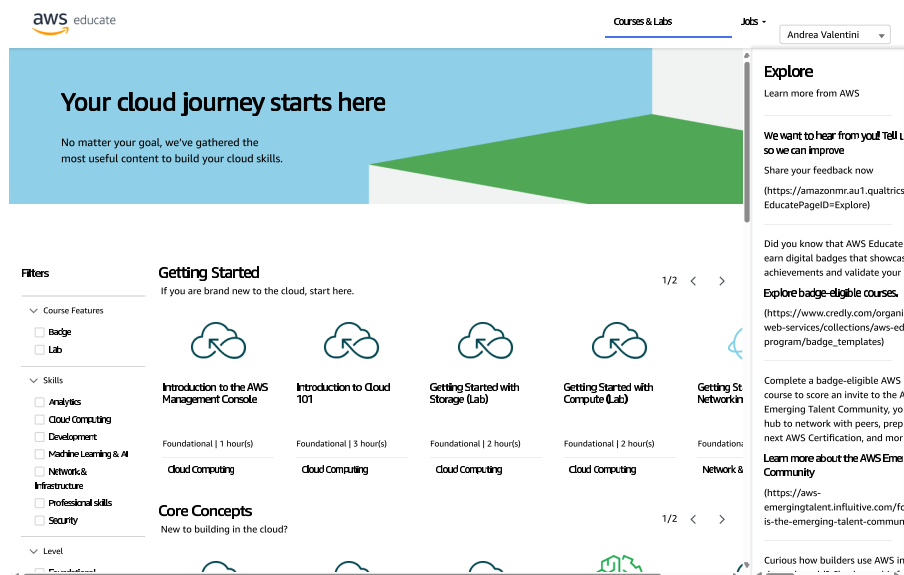 aws educate
Courses & Labs
Jobs
Andrea Valentini
Your cloud journey starts here
No matter your goal, we've gathered the
most useful content to build your cloud skills.
Filters
Course Features
Badge
Lab
Skills
Analytics
Cloud Computing
Development
Machine Learning & AI
Network &
Infrastructure
Professional skills
Security
Level
Foundational
Getting Started
If you are brand new to the cloud, start here.
1/2
Introduction to the AWS
Management Console
Foundational | 1 hour(s)
Cloud Computing
Introduction to Cloud
101
Foundational | 3 hour(s)
Cloud Computing
Getting Started with
Storage (Lab)
Foundational | 2 hour(s)
Cloud Computing
Getting Started with
Compute (Lab)
Foundational | 2 hour(s)
Cloud Computing
Getting St
Networkin
Foundationa
Network &
Core Concepts
New to building in the cloud?
1/2
Explore
Learn more from AWS
We want to hear from you! Tell u
so we can improve
Share your feedback now
(https://amazonmr.au1.qualtrics
EducatePageID=Explore)
Did you know that AWS Educate
earn digital badges that showcas
achievements and validate your
Explore badge-eligible courses.
(https://www.credly.com/organi
web-services/collections/aws-ed
program/badge_templates)
Complete a badge-eligible AWS
course to score an invite to the A
Emerging Talent Community, yo
hub to network with peers, prep
next AWS Certification, and mor
Learn more about the AWS Emer
Community
(https://aws-
emergingtalent.influitive.com/fo
is-the-emerging-talent-commun
Curious how builders use AWS in